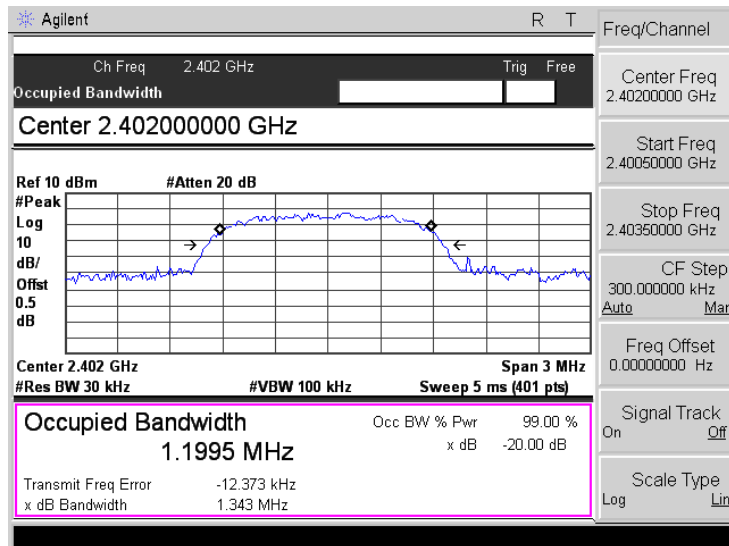 Agilent R T
Freq/Channel
Ch Freq 2.402 GHz Trig Free
Occupied Bandwidth
Center Freq
2.40200000 GHz
Center 2.402000000 GHz
Start Freq
2.40050000 GHz
Ref 10 dBm #Atten 20 dB
#Peak
Log
10
dB/
Offst
0.5
dB
Stop Freq
2.40350000 GHz
CF Step
300.000000 kHz
Auto Man
Center 2.402 GHz Span 3 MHz
#Res BW 30 kHz #VBW 100 kHz Sweep 5 ms (401 pts)
Freq Offset
0.00000000 Hz
Occupied Bandwidth Occ BW % Pwr 99.00 %
1.1995 MHz x dB -20.00 dB
Transmit Freq Error -12.373 kHz
x dB Bandwidth 1.343 MHz
Signal Track
On Off
Scale Type
Log Lin